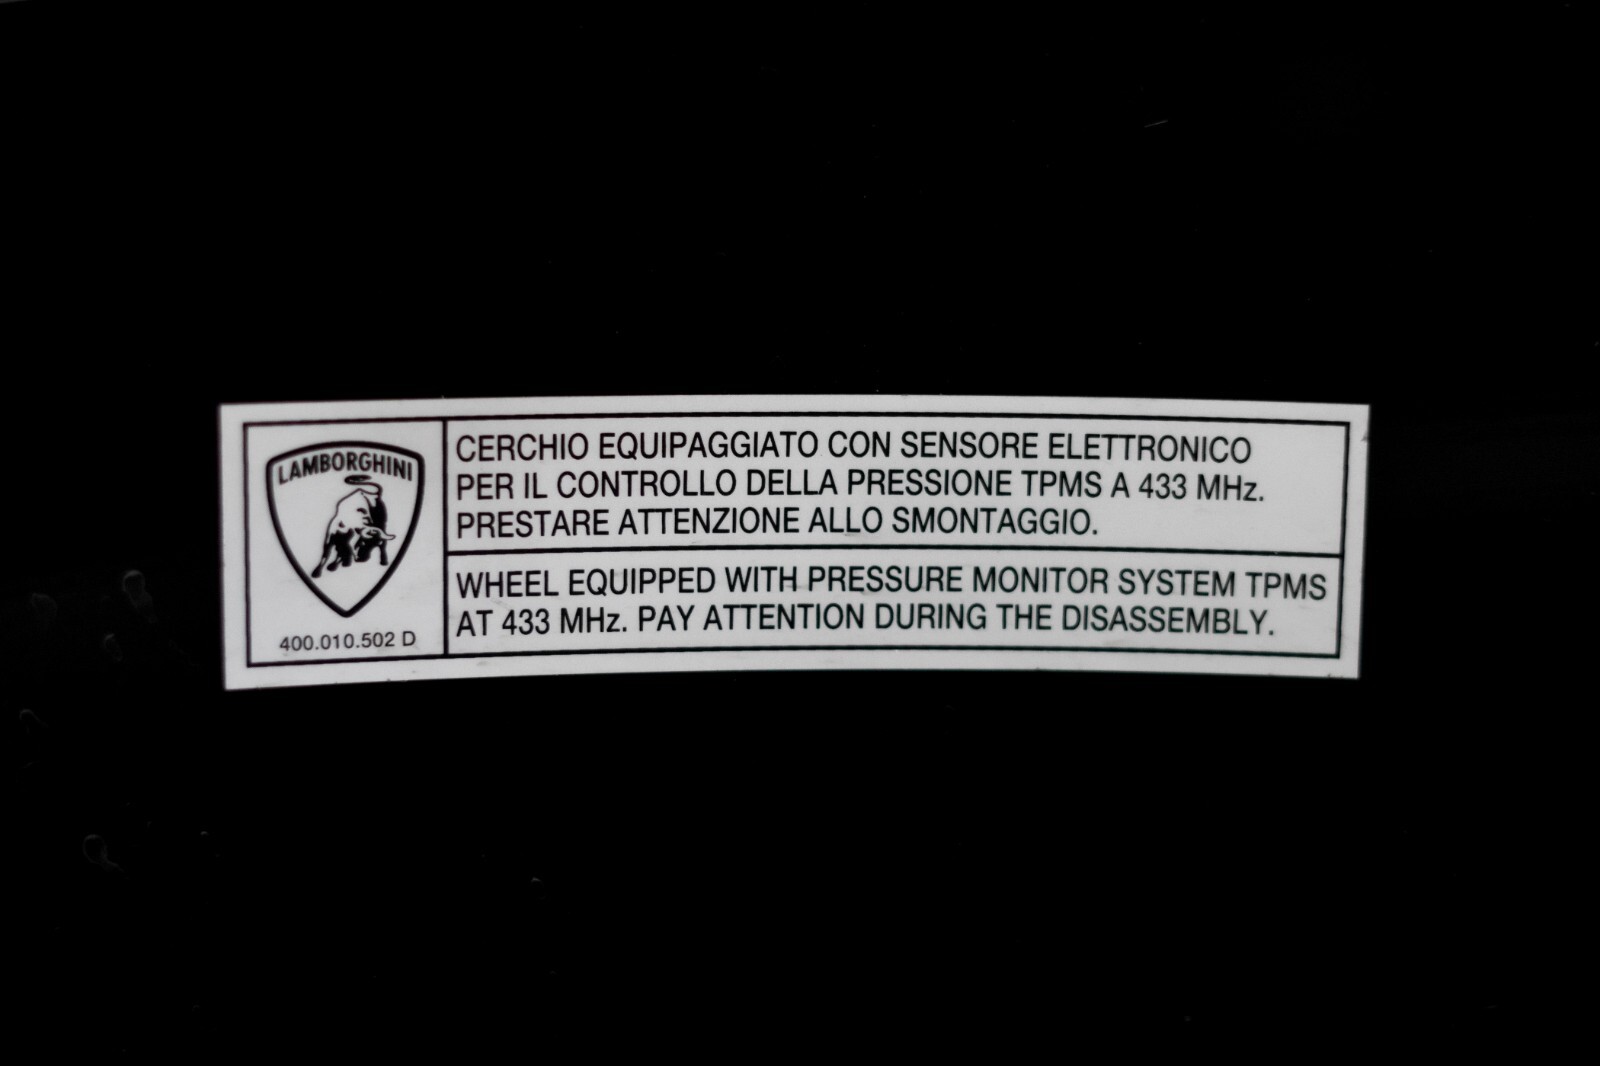 LAMBORGHINI
400.010.502 D
CERCHIO EQUIPAGGIATO CON SENSORE ELETTRONICO
PER IL CONTROLLO DELLA PRESSIONE TPMS A 433 MHz.
PRESTARE ATTENZIONE ALLO SMONTAGGIO.
WHEEL EQUIPPED WITH PRESSURE MONITOR SYSTEM TPMS
AT 433 MHz. PAY ATTENTION DURING THE DISASSEMBLY.